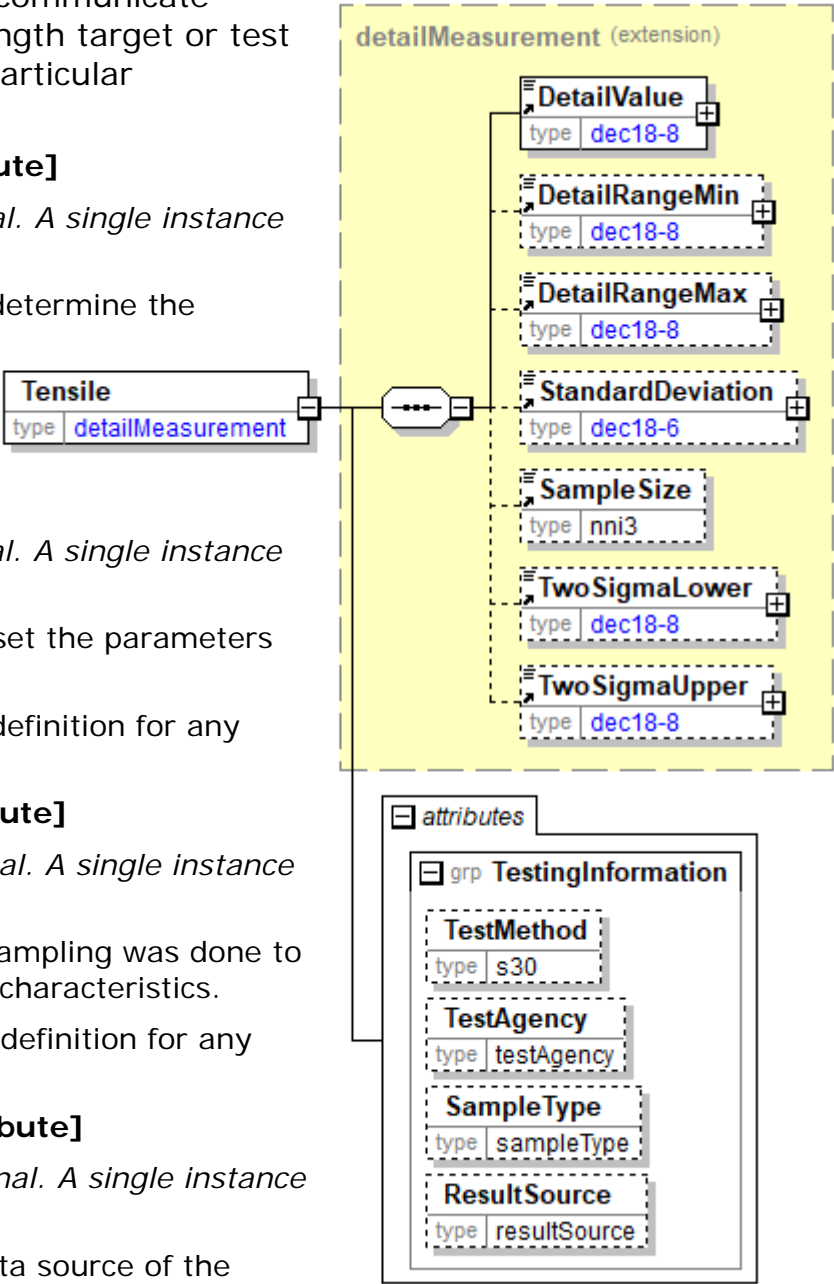 communicate
ngth target or test
articular
ute]
al. A single instance
determine the
al. A single instance
set the parameters
definition for any
ute]
al. A single instance
ampling was done to
characteristics.
definition for any
bute]
nal. A single instance
ta source of the
Tensile
type detailMeasurement
detailMeasurement (extension)
DetailValue
type dec18-8
DetailRangeMin
type dec18-8
DetailRangeMax
type dec18-8
StandardDeviation
type dec18-6
SampleSize
type nni3
TwoSigmaLower
type dec18-8
TwoSigmaUpper
type dec18-8
attributes
grp TestingInformation
TestMethod
type s30
TestAgency
type testAgency
SampleType
type sampleType
ResultSource
type resultSource